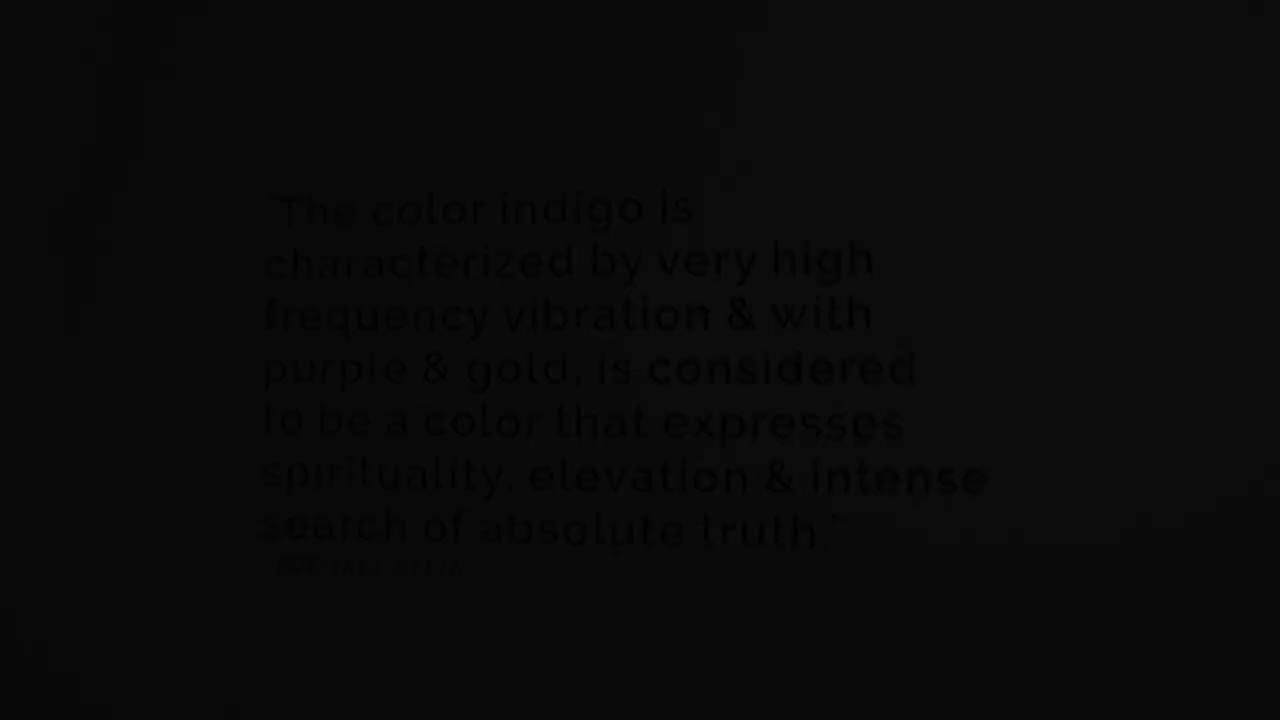 "The color indigo is
characterized by very high
frequency vibration & with
purple & gold, is considered
to be a color that expresses
spirituality, elevation & intense
search of absolute truth."